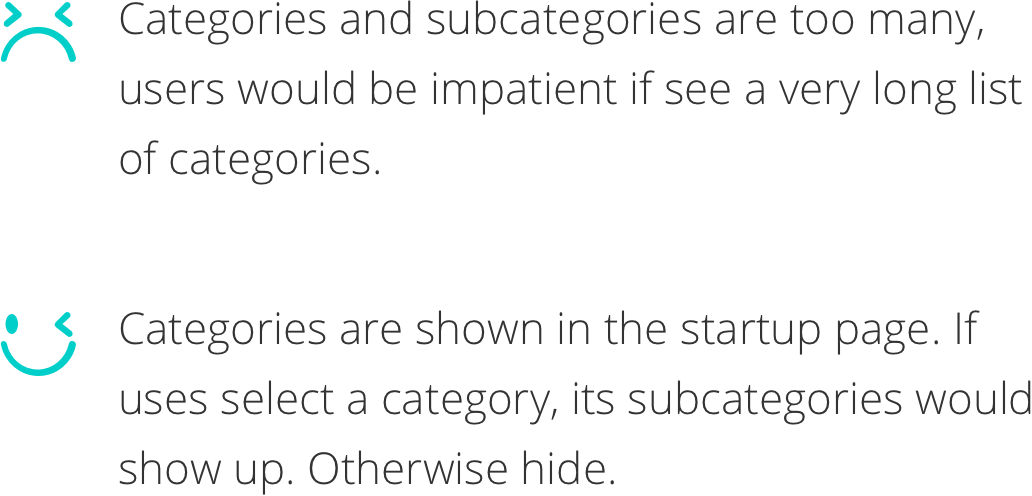 Categories and subcategories are too many,
users would be impatient if see a very long list
of categories.
Categories are shown in the startup page. If
uses select a category, its subcategories would
show up. Otherwise hide.